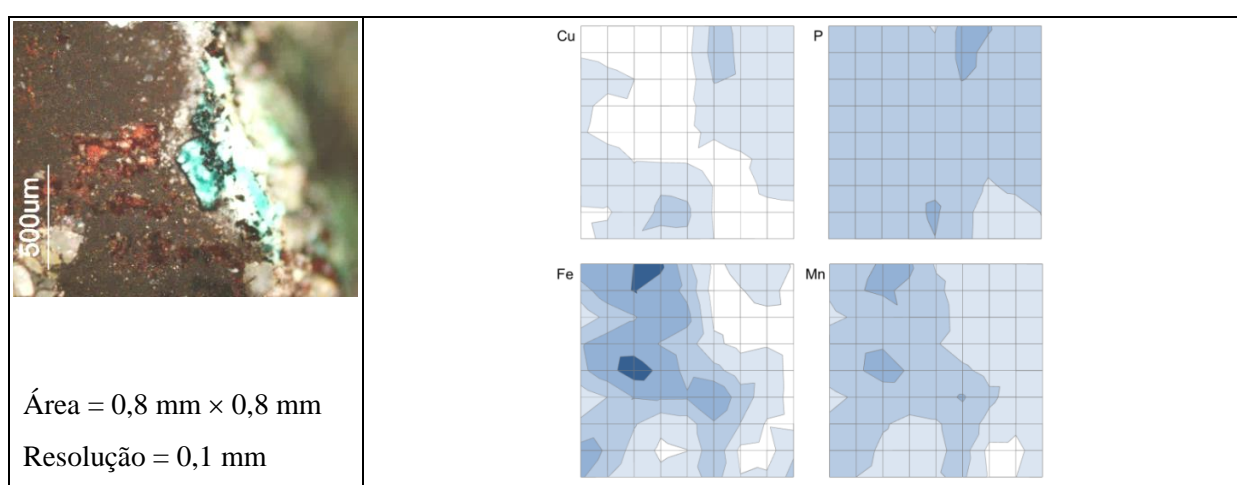 500um
Cu
P
Fe
Mn
Área = 0,8 mm × 0,8 mm
Resolução = 0,1 mm